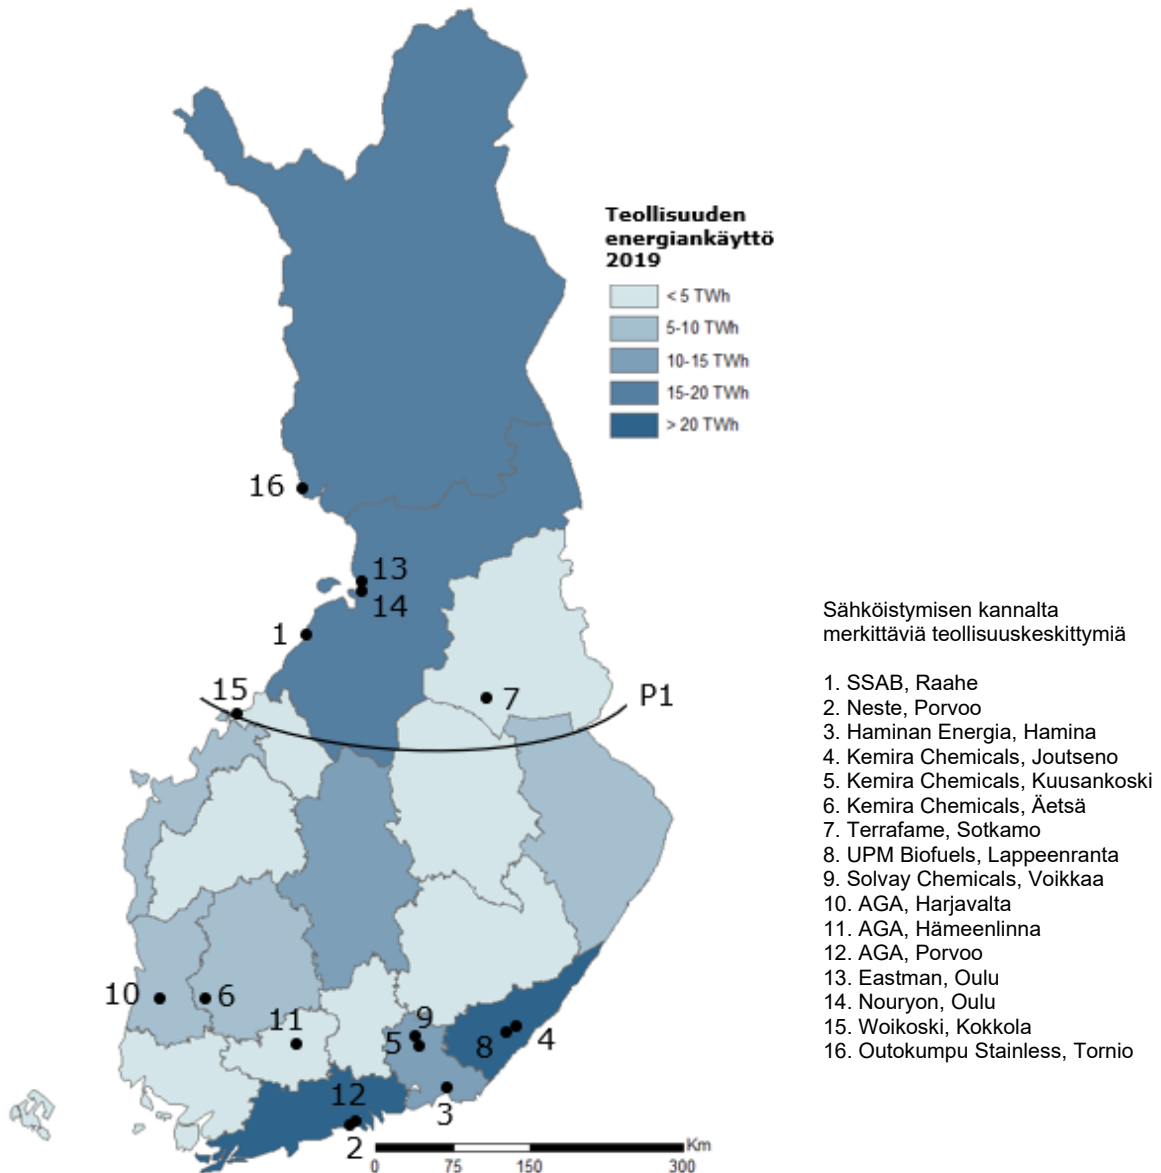 Teollisuuden
energiankäyttö
2019
< 5 TWh
5-10 TWh
10-15 TWh
15-20 TWh
> 20 TWh
16
13
14
1
15
7
P1
10
6
11
9
5
8
4
12
3
2
Km
0 75 150 300
Sähköistymisen kannalta
merkittäviä teollisuuskeskittymiä
1. SSAB, Raahe
2. Neste, Porvoo
3. Haminan Energia, Hamina
4. Kemira Chemicals, Joutseno
5. Kemira Chemicals, Kuusankoski
6. Kemira Chemicals, Äetsä
7. Terrafame, Sotkamo
8. UPM Biofuels, Lappeenranta
9. Solvay Chemicals, Voikkaa
10. AGA, Harjavalta
11. AGA, Hämeenlinna
12. AGA, Porvoo
13. Eastman, Oulu
14. Nouryon, Oulu
15. Woikoski, Kokkola
16. Outokumpu Stainless, Tornio